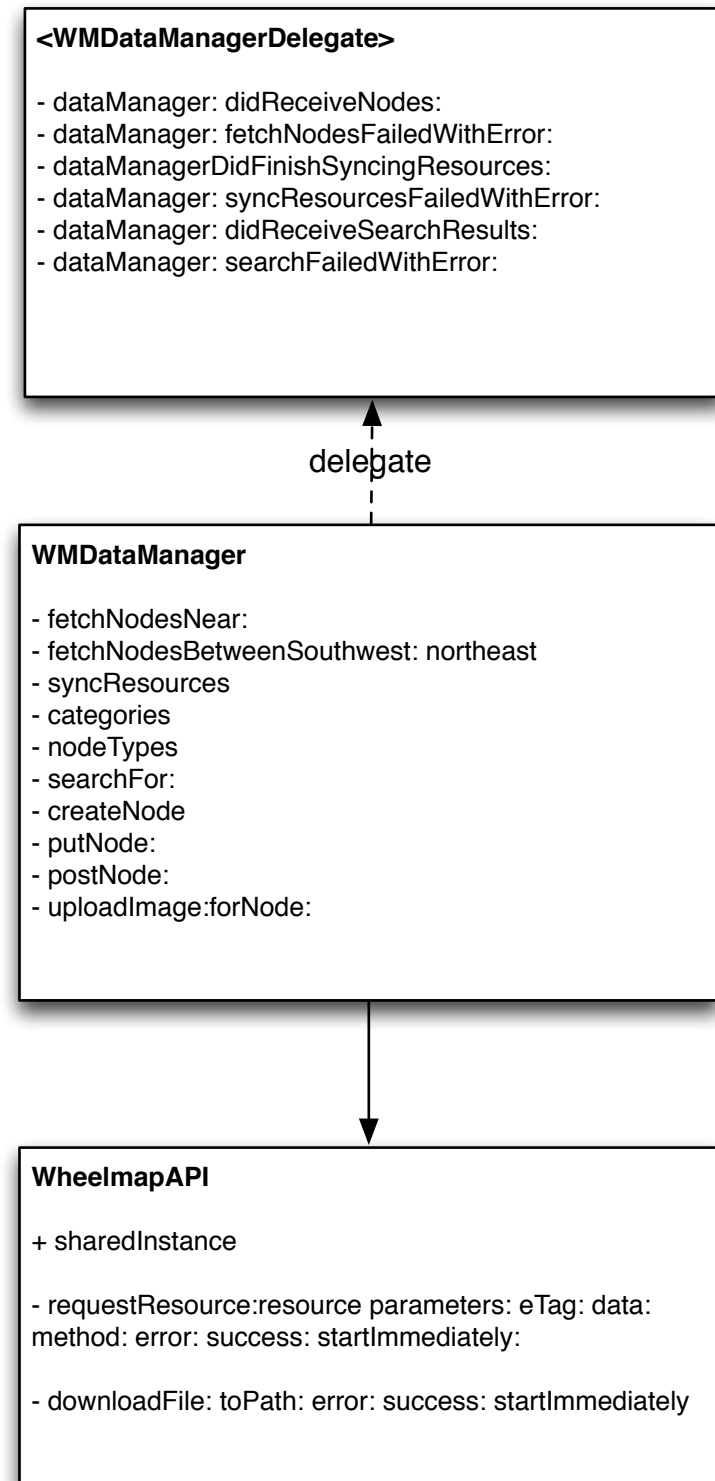 <WMDataManagerDelegate>
- dataManager: didReceiveNodes:
- dataManager: fetchNodesFailedWithError:
- dataManagerDidFinishSyncingResources:
- dataManager: syncResourcesFailedWithError:
- dataManager: didReceiveSearchResults:
- dataManager: searchFailedWithError:
delegate
WMDataManager
- fetchNodesNear:
- fetchNodesBetweenSouthwest: northeast
- syncResources
- categories
- nodeTypes
- searchFor:
- createNode
- putNode:
- postNode:
- uploadImage:forNode:
WheelmapAPI
+ sharedInstance
- requestResource:resource parameters: eTag: data:
method: error: success: startImmediately:
- downloadFile: toPath: error: success: startImmediately